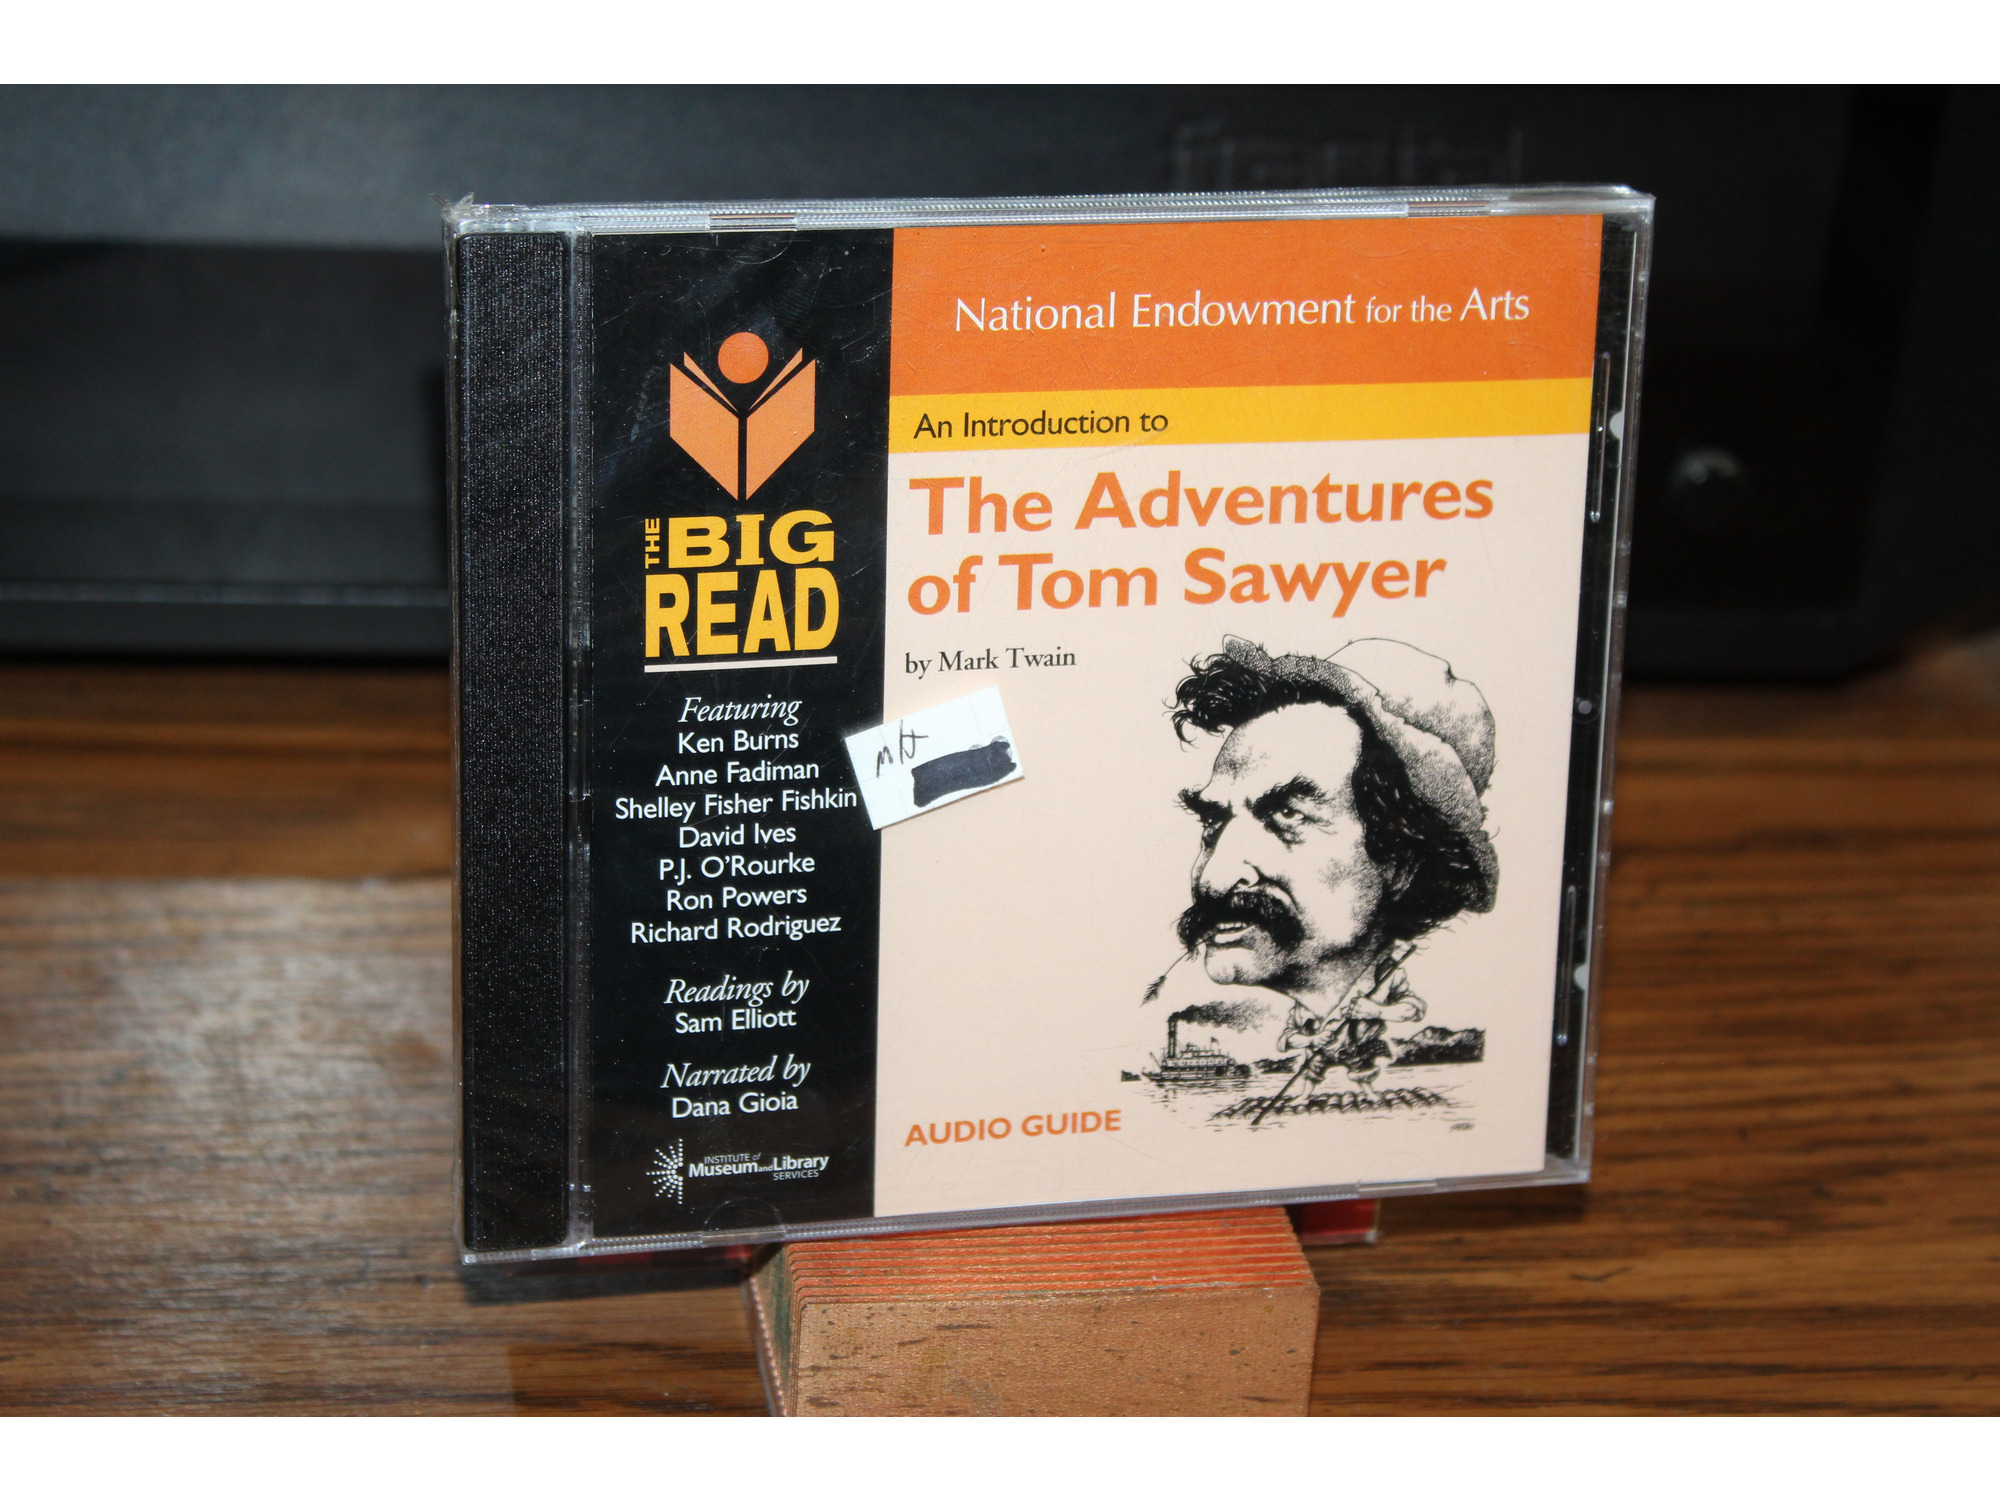 National Endowment for the Arts
An Introduction to
The Adventures
of Tom Sawyer
by Mark Twain
AUDIO GUIDE
THE
BIG
READ
Featuring
Ken Burns
Anne Fadiman
Shelley Fisher Fishkin
David Ives
P.J. O'Rourke
Ron Powers
Richard Rodriguez
Readings by
Sam Elliott
Narrated by
Dana Gioia
INSTITUTE of
Museum and Library
SERVICES